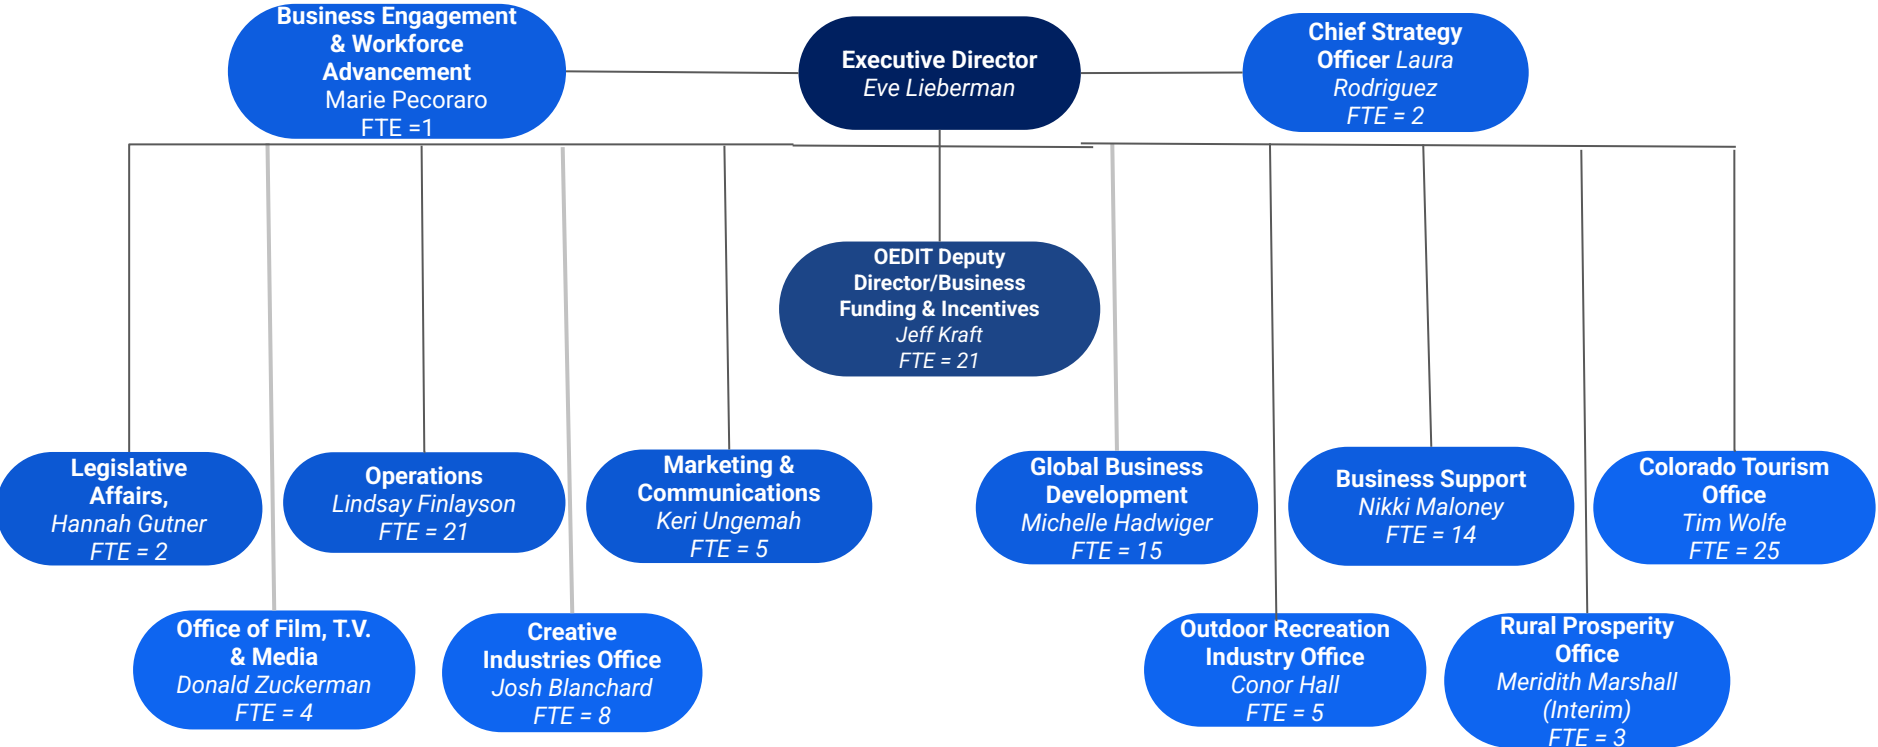 Business Engagement
& Workforce
Advancement
Marie Pecoraro
FTE =1
Executive Director
Eve Lieberman
Chief Strategy
Officer Laura
Rodriguez
FTE = 2
OEDIT Deputy
Director/Business
Funding & Incentives
Jeff Kraft
FTE = 21
Legislative
Affairs,
Hannah Gutner
FTE = 2
Operations
Lindsay Finlayson
FTE = 21
Marketing &
Communications
Keri Ungemah
FTE = 5
Global Business
Development
Michelle Hadwiger
FTE = 15
Business Support
Nikki Maloney
FTE = 14
Colorado Tourism
Office
Tim Wolfe
FTE = 25
Office of Film, T.V.
& Media
Donald Zuckerman
FTE = 4
Creative
Industries Office
Josh Blanchard
FTE = 8
Outdoor Recreation
Industry Office
Conor Hall
FTE = 5
Rural Prosperity
Office
Meridith Marshall
(Interim)
FTE = 3